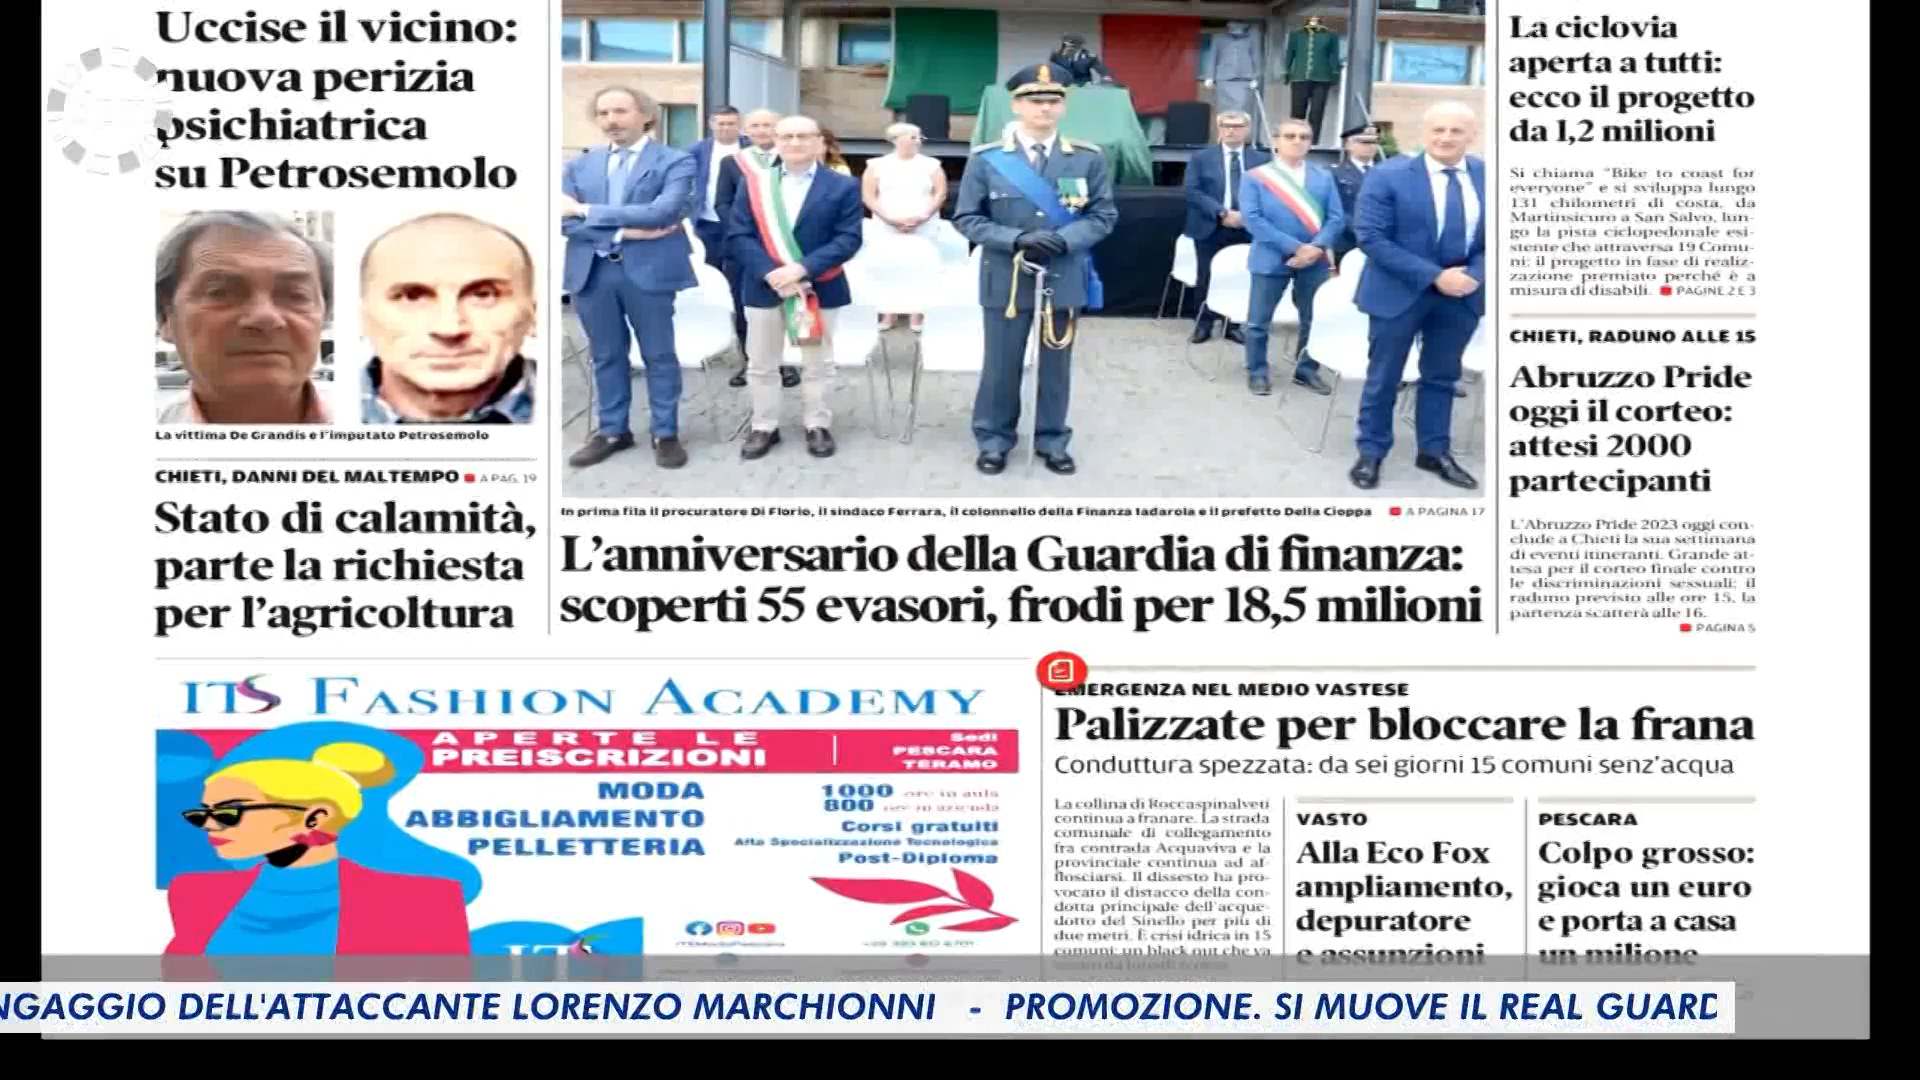 Uccise il vicino:
nuova perizia
psichiatrica
su Petrosemolo
La vittima De Grandis e l'imputato Petrosemolo
CHIETI, DANNI DEL MALTEMPO A PAG. 19
Stato di calamità,
parte la richiesta
per l'agricoltura
In prima fila il procuratore Di Florio, il sindaco Ferrara, il colonnello della Finanza Iadarola e il prefetto Della Cioppa A PAGINA 17
L'anniversario della Guardia di finanza:
scoperti 55 evasori, frodi per 18,5 milioni
La ciclovia
aperta a tutti:
ecco il progetto
da 1,2 milioni
Si chiama "Bike to coast for
everyone" e si sviluppa lungo
131 chilometri di costa, da
Martinsicuro a San Salvo, lun-
go la pista ciclopedonale esi-
stente che attraversa 19 Comu-
ni: il progetto in fase di realiz-
zazione premiato perché è a
misura di disabili. PAGINE 2 E 3
CHIETI, RADUNO ALLE 15
Abruzzo Pride
oggi il corteo:
attesi 2000
partecipanti
L'Abruzzo Pride 2023 oggi con-
clude a Chieti la sua settimana
di eventi itineranti. Grande at-
tesa per il corteo finale contro
le discriminazioni sessuali: il
raduno previsto alle ore 15, la
partenza scatterà alle 16.
PAGINA 5
ITS FASHION ACADEMY
APERTE LE
PREISCRIZIONI
Sedi
PESCARA
TERAMO
MODA
ABBIGLIAMENTO
PELLETTERIA
1000 ore in aula
800 ore in azienda
Corsi gratuiti
Alta Specializzazione Tecnologica
Post-Diploma
ITS
EMERGENZA NEL MEDIO VASTESE
Palizzate per bloccare la frana
Conduttura spezzata: da sei giorni 15 comuni senz'acqua
La collina di Roccaspinalveti
continua a franare. La strada
comunale di collegamento
fra contrada Acquaviva e la
provinciale continua ad af-
flosciarsi. Il dissesto ha pro-
vocato il distacco della con-
dotta principale dell'acque-
dotto del Sinello per più di
due metri. È crisi idrica in 15
comuni: un black out che va
VASTO
Alla Eco Fox
ampliamento,
depuratore
e assunzioni
PESCARA
Colpo grosso:
gioca un euro
e porta a casa
un milione
NGAGGIO DELL'ATTACCANTE LORENZO MARCHIONNI - PROMOZIONE. SI MUOVE IL REAL GUARD